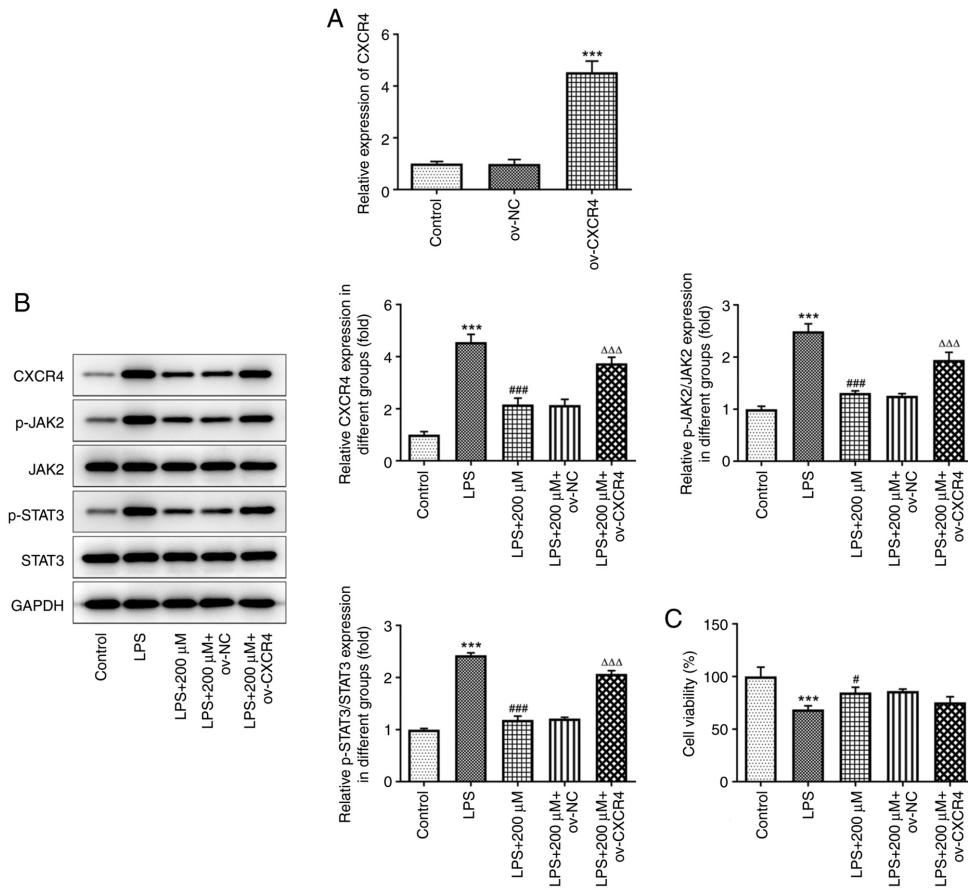 A
Relative expression of CXCR4
6
4
2
0
***
Control
ov-NC
ov-CXCR4
B
CXCR4
p-JAK2
JAK2
p-STAT3
STAT3
GAPDH
Control
LPS
LPS+200 µM
LPS+200 µM+
ov-NC
LPS+200 µM+
ov-CXCR4
Relative CXCR4 expression in
different groups (fold)
6
4
2
0
***
###
ΔΔΔ
Control
LPS
LPS+200 µM
LPS+200 µM+
ov-NC
LPS+200 µM+
ov-CXCR4
Relative p-JAK2/JAK2 expression
in different groups (fold)
3
2
1
0
***
###
ΔΔΔ
Control
LPS
LPS+200 µM
LPS+200 µM+
ov-NC
LPS+200 µM+
ov-CXCR4
Relative p-STAT3/STAT3 expression
in different groups (fold)
3
2
1
0
***
###
ΔΔΔ
Control
LPS
LPS+200 µM
LPS+200 µM+
ov-NC
LPS+200 µM+
ov-CXCR4
C
Cell viability (%)
150
100
50
0
***
#
Control
LPS
LPS+200 µM
LPS+200 µM+
ov-NC
LPS+200 µM+
ov-CXCR4